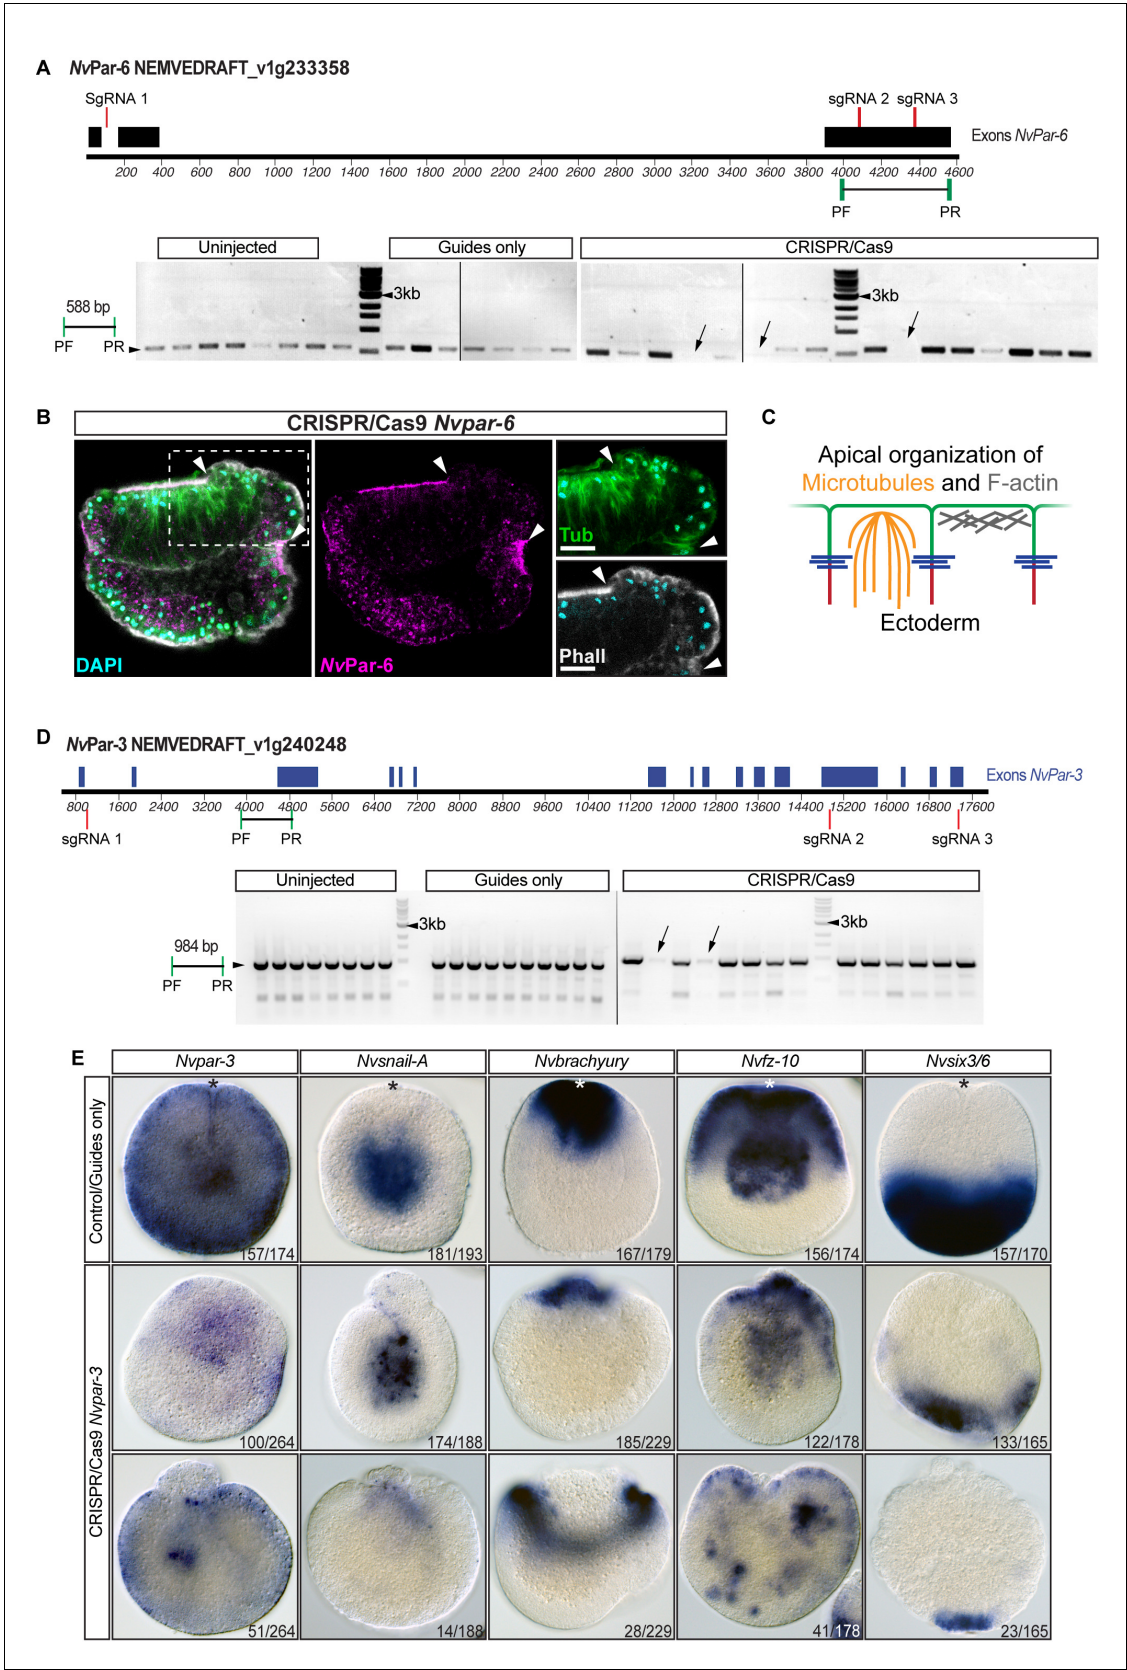 A NvPar-6 NEMVEDRAFT_v1g233358
SgRNA 1 sgRNA 2 sgRNA 3
Exons NvPar-6
200 400 600 800 1000 1200 1400 1600 1800 2000 2200 2400 2600 2800 3000 3200 3400 3600 3800 4000 4200 4400 4600
PF PR
Uninjected Guides only CRISPR/Cas9
3kb 3kb
588 bp
PF PR
B CRISPR/Cas9 Nvpar-6
DAPI
NvPar-6
Tub
Phall
C
Apical organization of
Microtubules and F-actin
Ectoderm
D NvPar-3 NEMVEDRAFT_v1g240248
Exons NvPar-3
800 1600 2400 3200 4000 4800 5600 6400 7200 8000 8800 9600 10400 11200 12000 12800 13600 14400 15200 16000 16800 17600
sgRNA 1 PF PR sgRNA 2 sgRNA 3
Uninjected Guides only CRISPR/Cas9
3kb 3kb
984 bp
PF PR
E Nvpar-3 Nvsnail-A Nvbrachyury Nvfz-10 Nvsix3/6
Control/Guides only
* * * * *
157/174 181/193 167/179 156/174 157/170
CRISPR/Cas9 Nvpar-3
100/264 174/188 185/229 122/178 133/165
51/264 14/188 28/229 41/178 23/165